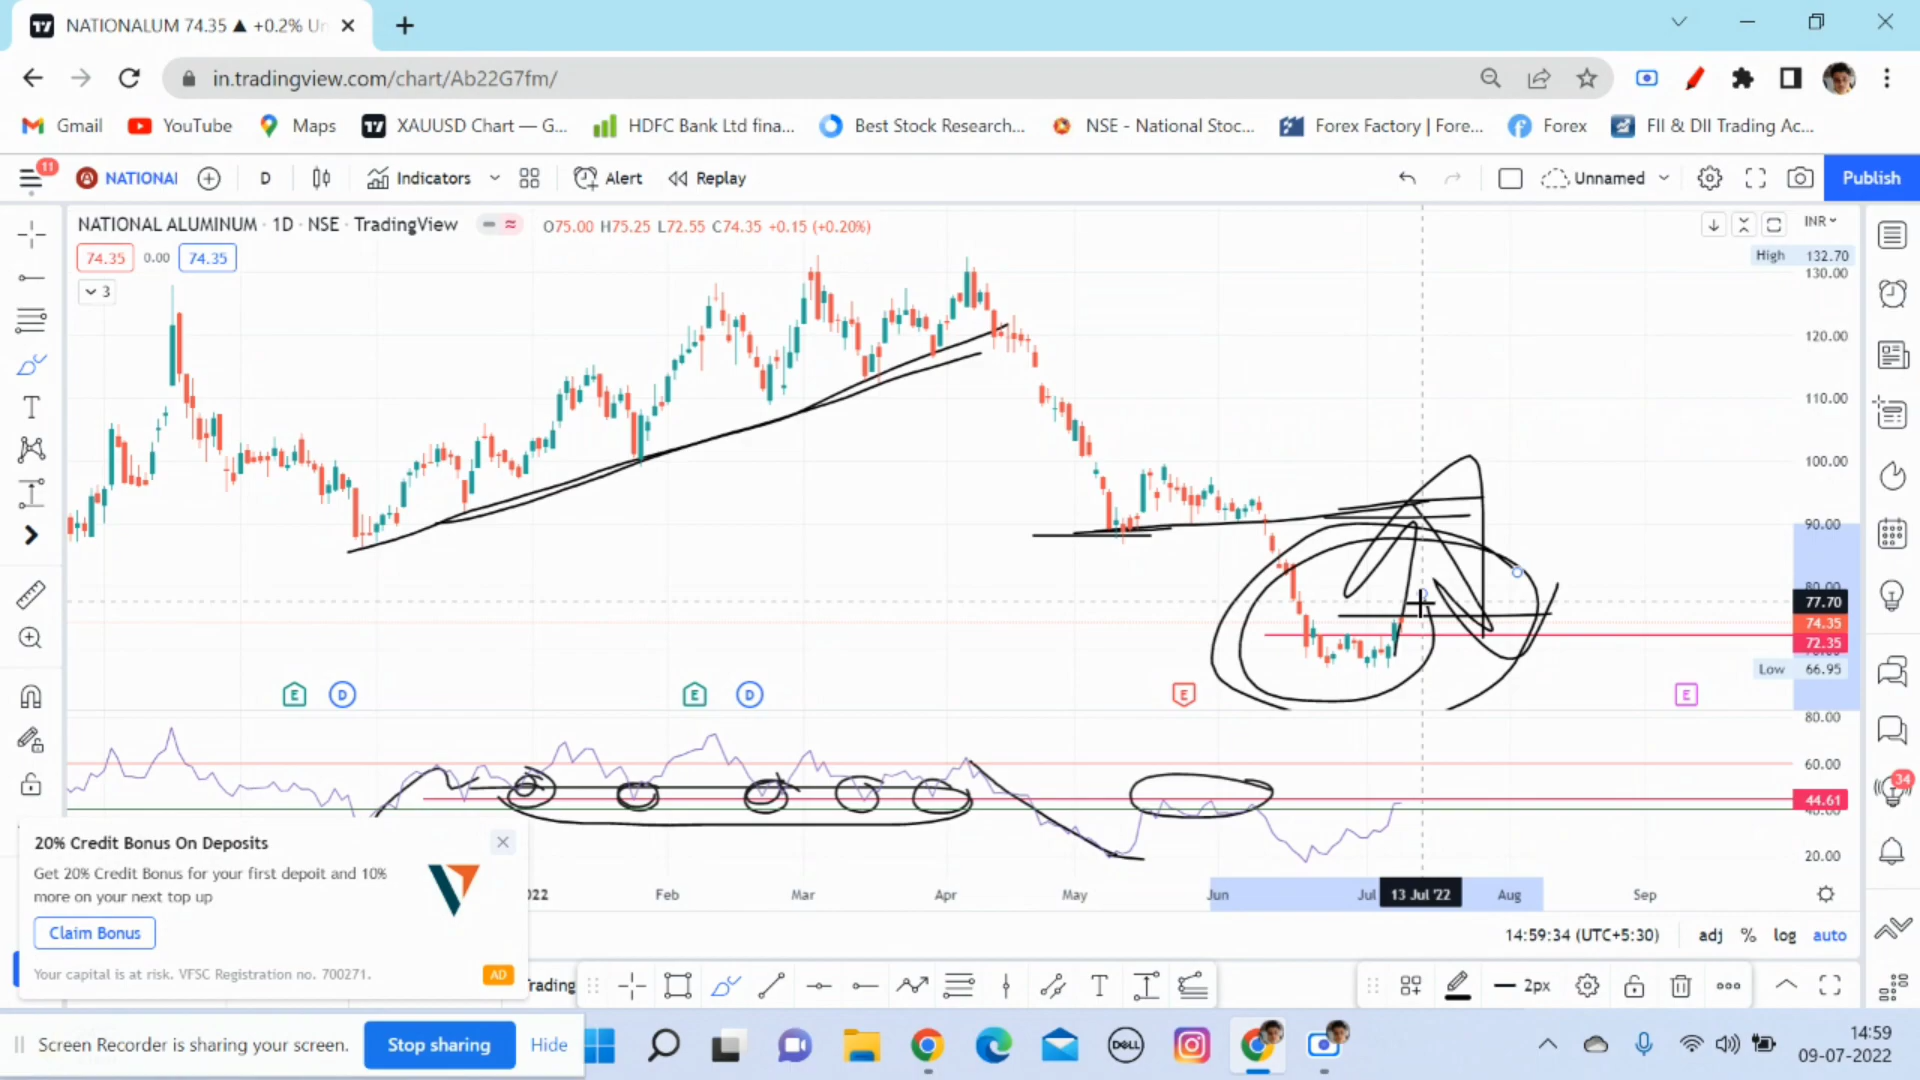 NATIONALUM 74.35 ▲ +0.2% Un
in.tradingview.com/chart/Ab22G7fm/
Gmail YouTube Maps XAUUSD Chart — G... HDFC Bank Ltd fina... Best Stock Research... NSE - National Stoc... Forex Factory | Fore... Forex FII & DII Trading Ac...
11 NATIONAL D Indicators Alert Replay Unnamed Publish
NATIONAL ALUMINUM · 1D · NSE · TradingView O75.00 H75.25 L72.55 C74.35 +0.15 (+0.20%) INR
74.35 0.00 74.35
3
High 132.70
130.00
120.00
110.00
100.00
90.00
80.00
77.70
74.35
72.35
Low 66.95
E D E D E E
80.00
60.00
44.61
40.00
20.00
2022 Feb Mar Apr May Jun Jul 13 Jul '22 Aug Sep
34
14:59:34 (UTC+5:30) adj % log auto
20% Credit Bonus On Deposits
Get 20% Credit Bonus for your first depoit and 10%
more on your next top up
Claim Bonus
Your capital is at risk. VFSC Registration no. 700271. AD
Trading T 2px
Screen Recorder is sharing your screen. Stop sharing Hide
DELL
14:59
09-07-2022